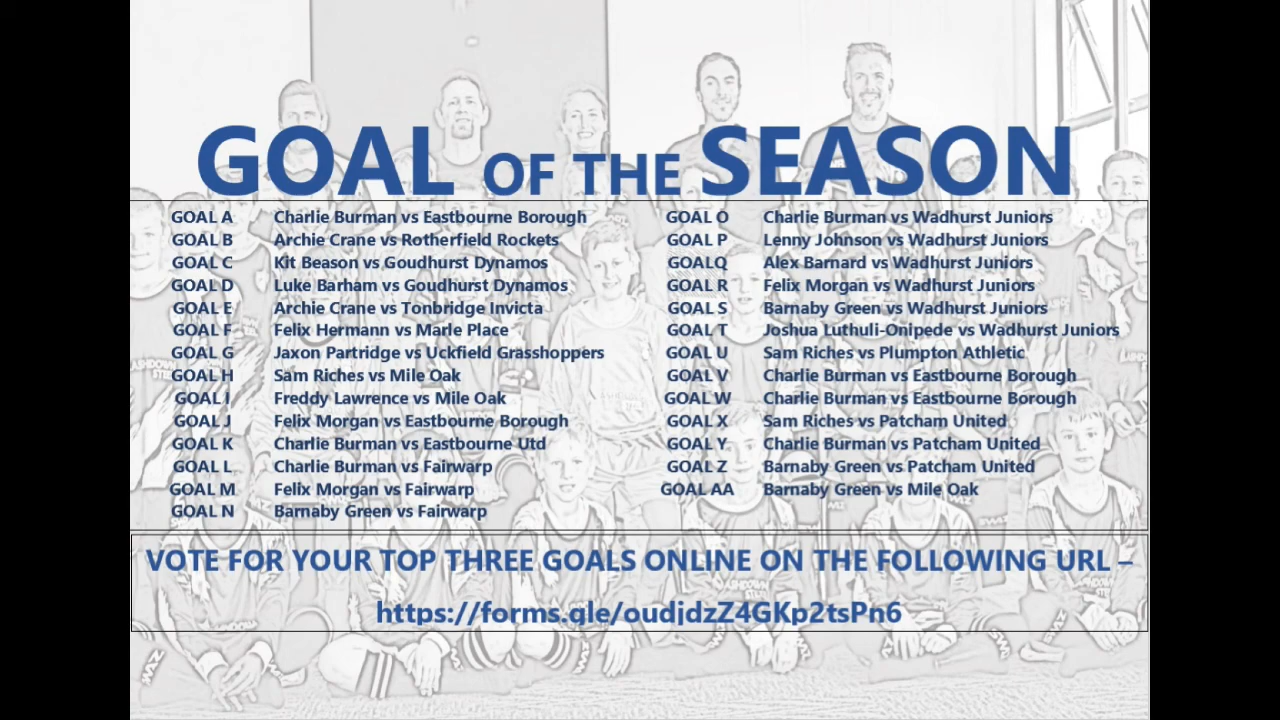 GOAL OF THE SEASON
GOAL A Charlie Burman vs Eastbourne Borough
GOAL B Archie Crane vs Rotherfield Rockets
GOAL C Kit Beason vs Goudhurst Dynamos
GOAL D Luke Barham vs Goudhurst Dynamos
GOAL E Archie Crane vs Tonbridge Invicta
GOAL F Felix Hermann vs Marle Place
GOAL G Jaxon Partridge vs Uckfield Grasshoppers
GOAL H Sam Riches vs Mile Oak
GOAL I Freddy Lawrence vs Mile Oak
GOAL J Felix Morgan vs Eastbourne Borough
GOAL K Charlie Burman vs Eastbourne Utd
GOAL L Charlie Burman vs Fairwarp
GOAL M Felix Morgan vs Fairwarp
GOAL N Barnaby Green vs Fairwarp
GOAL O Charlie Burman vs Wadhurst Juniors
GOAL P Lenny Johnson vs Wadhurst Juniors
GOALQ Alex Barnard vs Wadhurst Juniors
GOAL R Felix Morgan vs Wadhurst Juniors
GOAL S Barnaby Green vs Wadhurst Juniors
GOAL T Joshua Luthuli-Onipede vs Wadhurst Juniors
GOAL U Sam Riches vs Plumpton Athletic
GOAL V Charlie Burman vs Eastbourne Borough
GOAL W Charlie Burman vs Eastbourne Borough
GOAL X Sam Riches vs Patcham United
GOAL Y Charlie Burman vs Patcham United
GOAL Z Barnaby Green vs Patcham United
GOAL AA Barnaby Green vs Mile Oak
VOTE FOR YOUR TOP THREE GOALS ONLINE ON THE FOLLOWING URL –